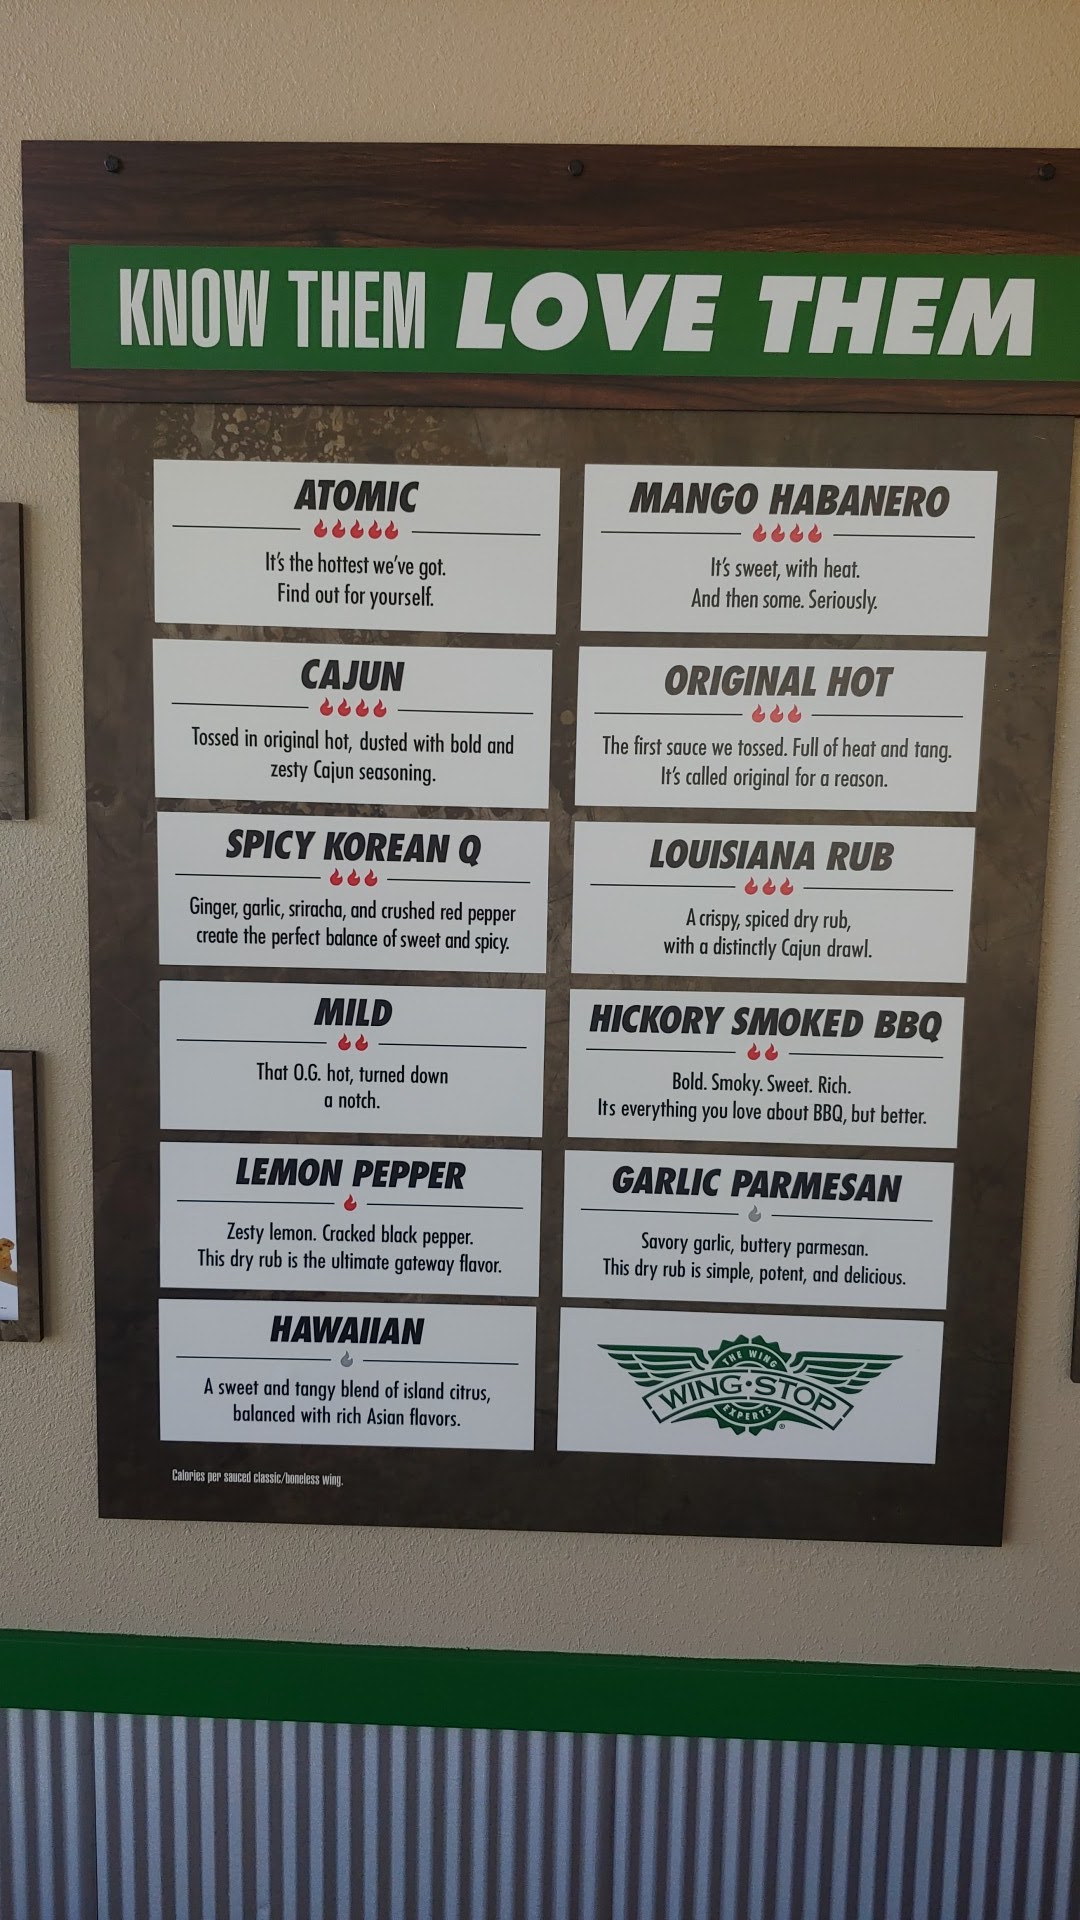 KNOW THEM LOVE THEM
ATOMIC
It's the hottest we've got.
Find out for yourself.
MANGO HABANERO
It's sweet, with heat.
And then some. Seriously.
CAJUN
Tossed in original hot, dusted with bold and
zesty Cajun seasoning.
ORIGINAL HOT
The first sauce we tossed. Full of heat and tang.
It's called original for a reason.
SPICY KOREAN Q
Ginger, garlic, sriracha, and crushed red pepper
create the perfect balance of sweet and spicy.
LOUISIANA RUB
A crispy, spiced dry rub,
with a distinctly Cajun drawl.
MILD
That O.G. hot, turned down
a notch.
HICKORY SMOKED BBQ
Bold. Smoky. Sweet. Rich.
Its everything you love about BBQ, but better.
LEMON PEPPER
Zesty lemon. Cracked black pepper.
This dry rub is the ultimate gateway flavor.
GARLIC PARMESAN
Savory garlic, buttery parmesan.
This dry rub is simple, potent, and delicious.
HAWAIIAN
A sweet and tangy blend of island citrus,
balanced with rich Asian flavors.
THE WING
WING·STOP
EXPERTS
®
Calories per sauced classic/boneless wing.